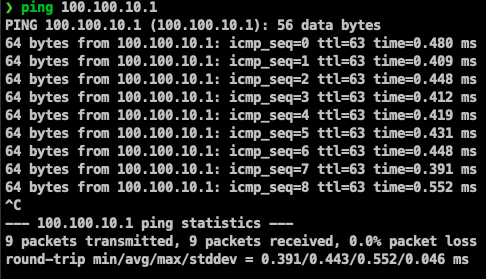 ❯ ping 100.100.10.1
PING 100.100.10.1 (100.100.10.1): 56 data bytes
64 bytes from 100.100.10.1: icmp_seq=0 ttl=63 time=0.480 ms
64 bytes from 100.100.10.1: icmp_seq=1 ttl=63 time=0.409 ms
64 bytes from 100.100.10.1: icmp_seq=2 ttl=63 time=0.448 ms
64 bytes from 100.100.10.1: icmp_seq=3 ttl=63 time=0.412 ms
64 bytes from 100.100.10.1: icmp_seq=4 ttl=63 time=0.419 ms
64 bytes from 100.100.10.1: icmp_seq=5 ttl=63 time=0.431 ms
64 bytes from 100.100.10.1: icmp_seq=6 ttl=63 time=0.448 ms
64 bytes from 100.100.10.1: icmp_seq=7 ttl=63 time=0.391 ms
64 bytes from 100.100.10.1: icmp_seq=8 ttl=63 time=0.552 ms
^C
--- 100.100.10.1 ping statistics ---
9 packets transmitted, 9 packets received, 0.0% packet loss
round-trip min/avg/max/stddev = 0.391/0.443/0.552/0.046 ms